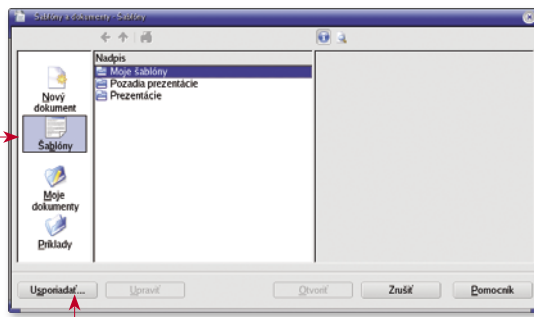 Šablóny a dokumenty - Šablóny
Nadpis
Moje šablóny
Pozadia prezentácie
Prezentácie
Nový
dokument
Šablóny
Moje
dokumenty
Príklady
Usporiadať...
Upraviť
Otvoriť
Zrušiť
Pomocník